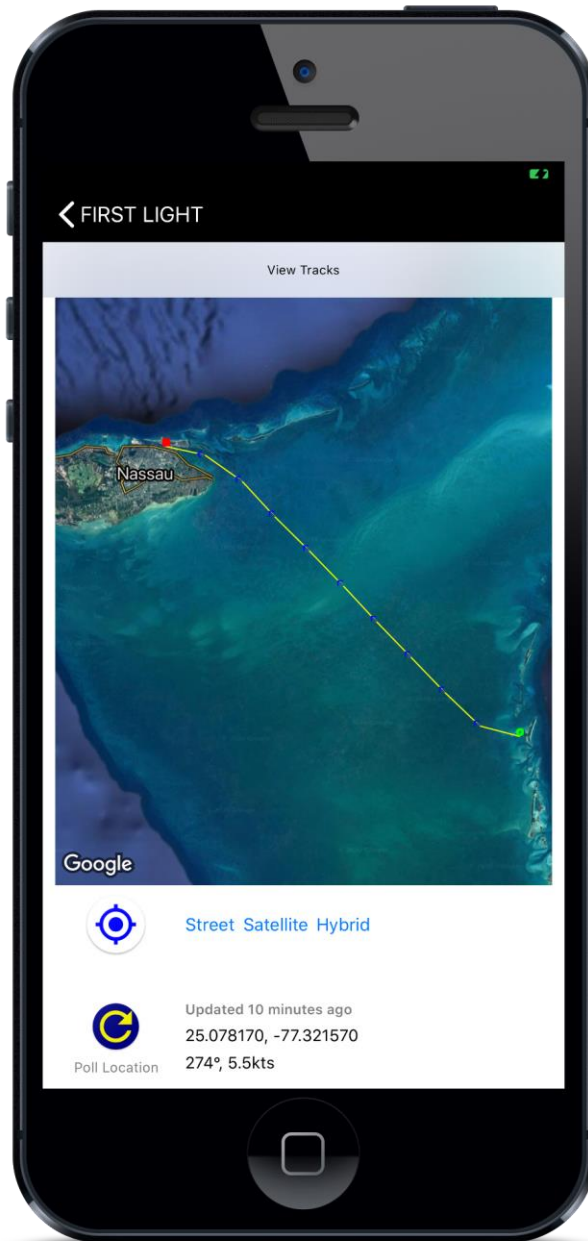 FIRST LIGHT
View Tracks
Nassau
Google
Street Satellite Hybrid
Updated 10 minutes ago
25.078170, -77.321570
Poll Location
274°, 5.5kts